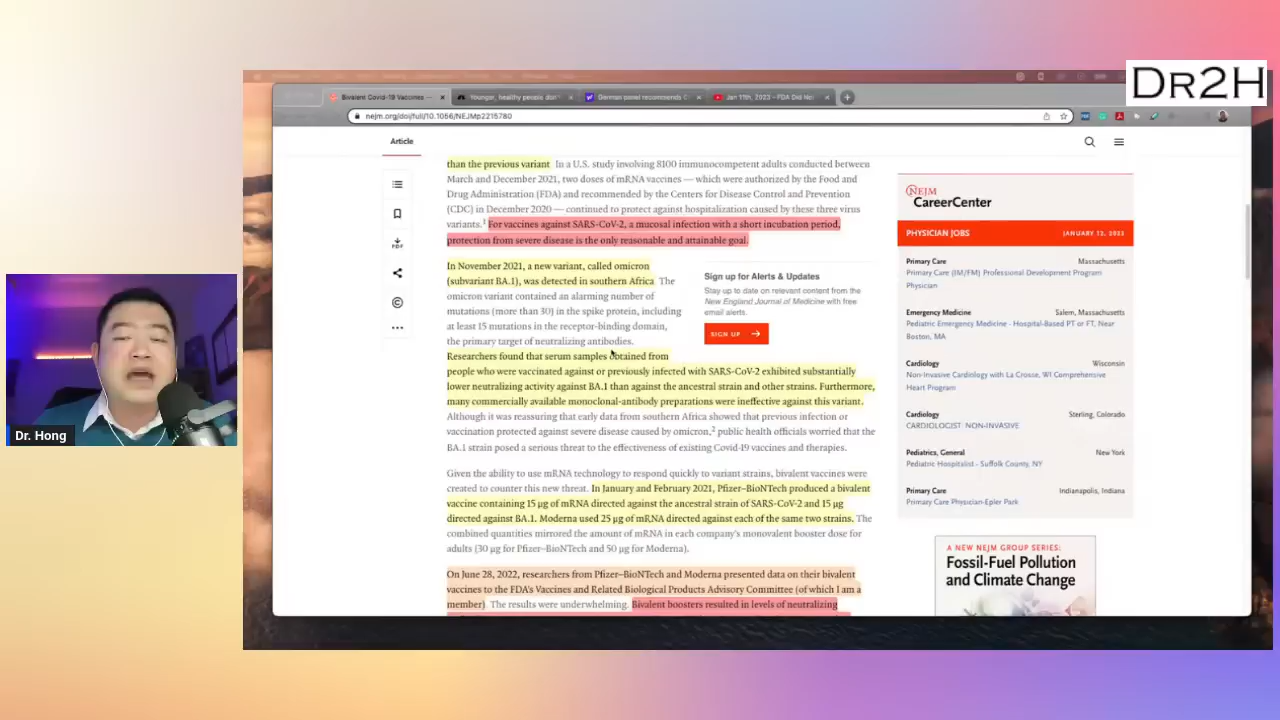 Dr2H
Bivalent Covid-19 Vaccines —
Younger, healthy people don'
German panel recommends C
Jan 11th, 2023 - FDA Did No
nejm.org/doi/full/10.1056/NEJMp2215780
Article
than the previous variant In a U.S. study involving 8100 immunocompetent adults conducted between
March and December 2021, two doses of mRNA vaccines — which were authorized by the Food and
Drug Administration (FDA) and recommended by the Centers for Disease Control and Prevention
(CDC) in December 2020 — continued to protect against hospitalization caused by these three virus
variants.1 For vaccines against SARS-CoV-2, a mucosal infection with a short incubation period,
protection from severe disease is the only reasonable and attainable goal.
In November 2021, a new variant, called omicron
(subvariant BA.1), was detected in southern Africa. The
omicron variant contained an alarming number of
mutations (more than 30) in the spike protein, including
at least 15 mutations in the receptor-binding domain,
the primary target of neutralizing antibodies.
Researchers found that serum samples obtained from
people who were vaccinated against or previously infected with SARS-CoV-2 exhibited substantially
lower neutralizing activity against BA.1 than against the ancestral strain and other strains. Furthermore,
many commercially available monoclonal-antibody preparations were ineffective against this variant.
Although it was reassuring that early data from southern Africa showed that previous infection or
vaccination protected against severe disease caused by omicron,2 public health officials worried that the
BA.1 strain posed a serious threat to the effectiveness of existing Covid-19 vaccines and therapies.
Given the ability to use mRNA technology to respond quickly to variant strains, bivalent vaccines were
created to counter this new threat. In January and February 2021, Pfizer–BioNTech produced a bivalent
vaccine containing 15 μg of mRNA directed against the ancestral strain of SARS-CoV-2 and 15 μg
directed against BA.1. Moderna used 25 μg of mRNA directed against each of the same two strains. The
combined quantities mirrored the amount of mRNA in each company's monovalent booster dose for
adults (30 μg for Pfizer–BioNTech and 50 μg for Moderna).
On June 28, 2022, researchers from Pfizer–BioNTech and Moderna presented data on their bivalent
vaccines to the FDA's Vaccines and Related Biological Products Advisory Committee (of which I am a
member). The results were underwhelming. Bivalent boosters resulted in levels of neutralizing
PDF
Sign up for Alerts & Updates
Stay up to date on relevant content from the
New England Journal of Medicine with free
email alerts.
SIGN UP
NEJM
CareerCenter
PHYSICIAN JOBS
JANUARY 12, 2023
Primary Care Massachusetts
Primary Care (IM/FM) Professional Development Program
Physician
Emergency Medicine Salem, Massachusetts
Pediatric Emergency Medicine - Hospital-Based PT or FT, Near
Boston, MA
Cardiology Wisconsin
Non-Invasive Cardiology with La Crosse, WI Comprehensive
Heart Program
Cardiology Sterling, Colorado
CARDIOLOGIST NON-INVASIVE
Pediatrics, General New York
Pediatric Hospitalist - Suffolk County, NY
Primary Care Indianapolis, Indiana
Primary Care Physician-Epler Park
A NEW NEJM GROUP SERIES:
Fossil-Fuel Pollution
and Climate Change
Dr. Hong